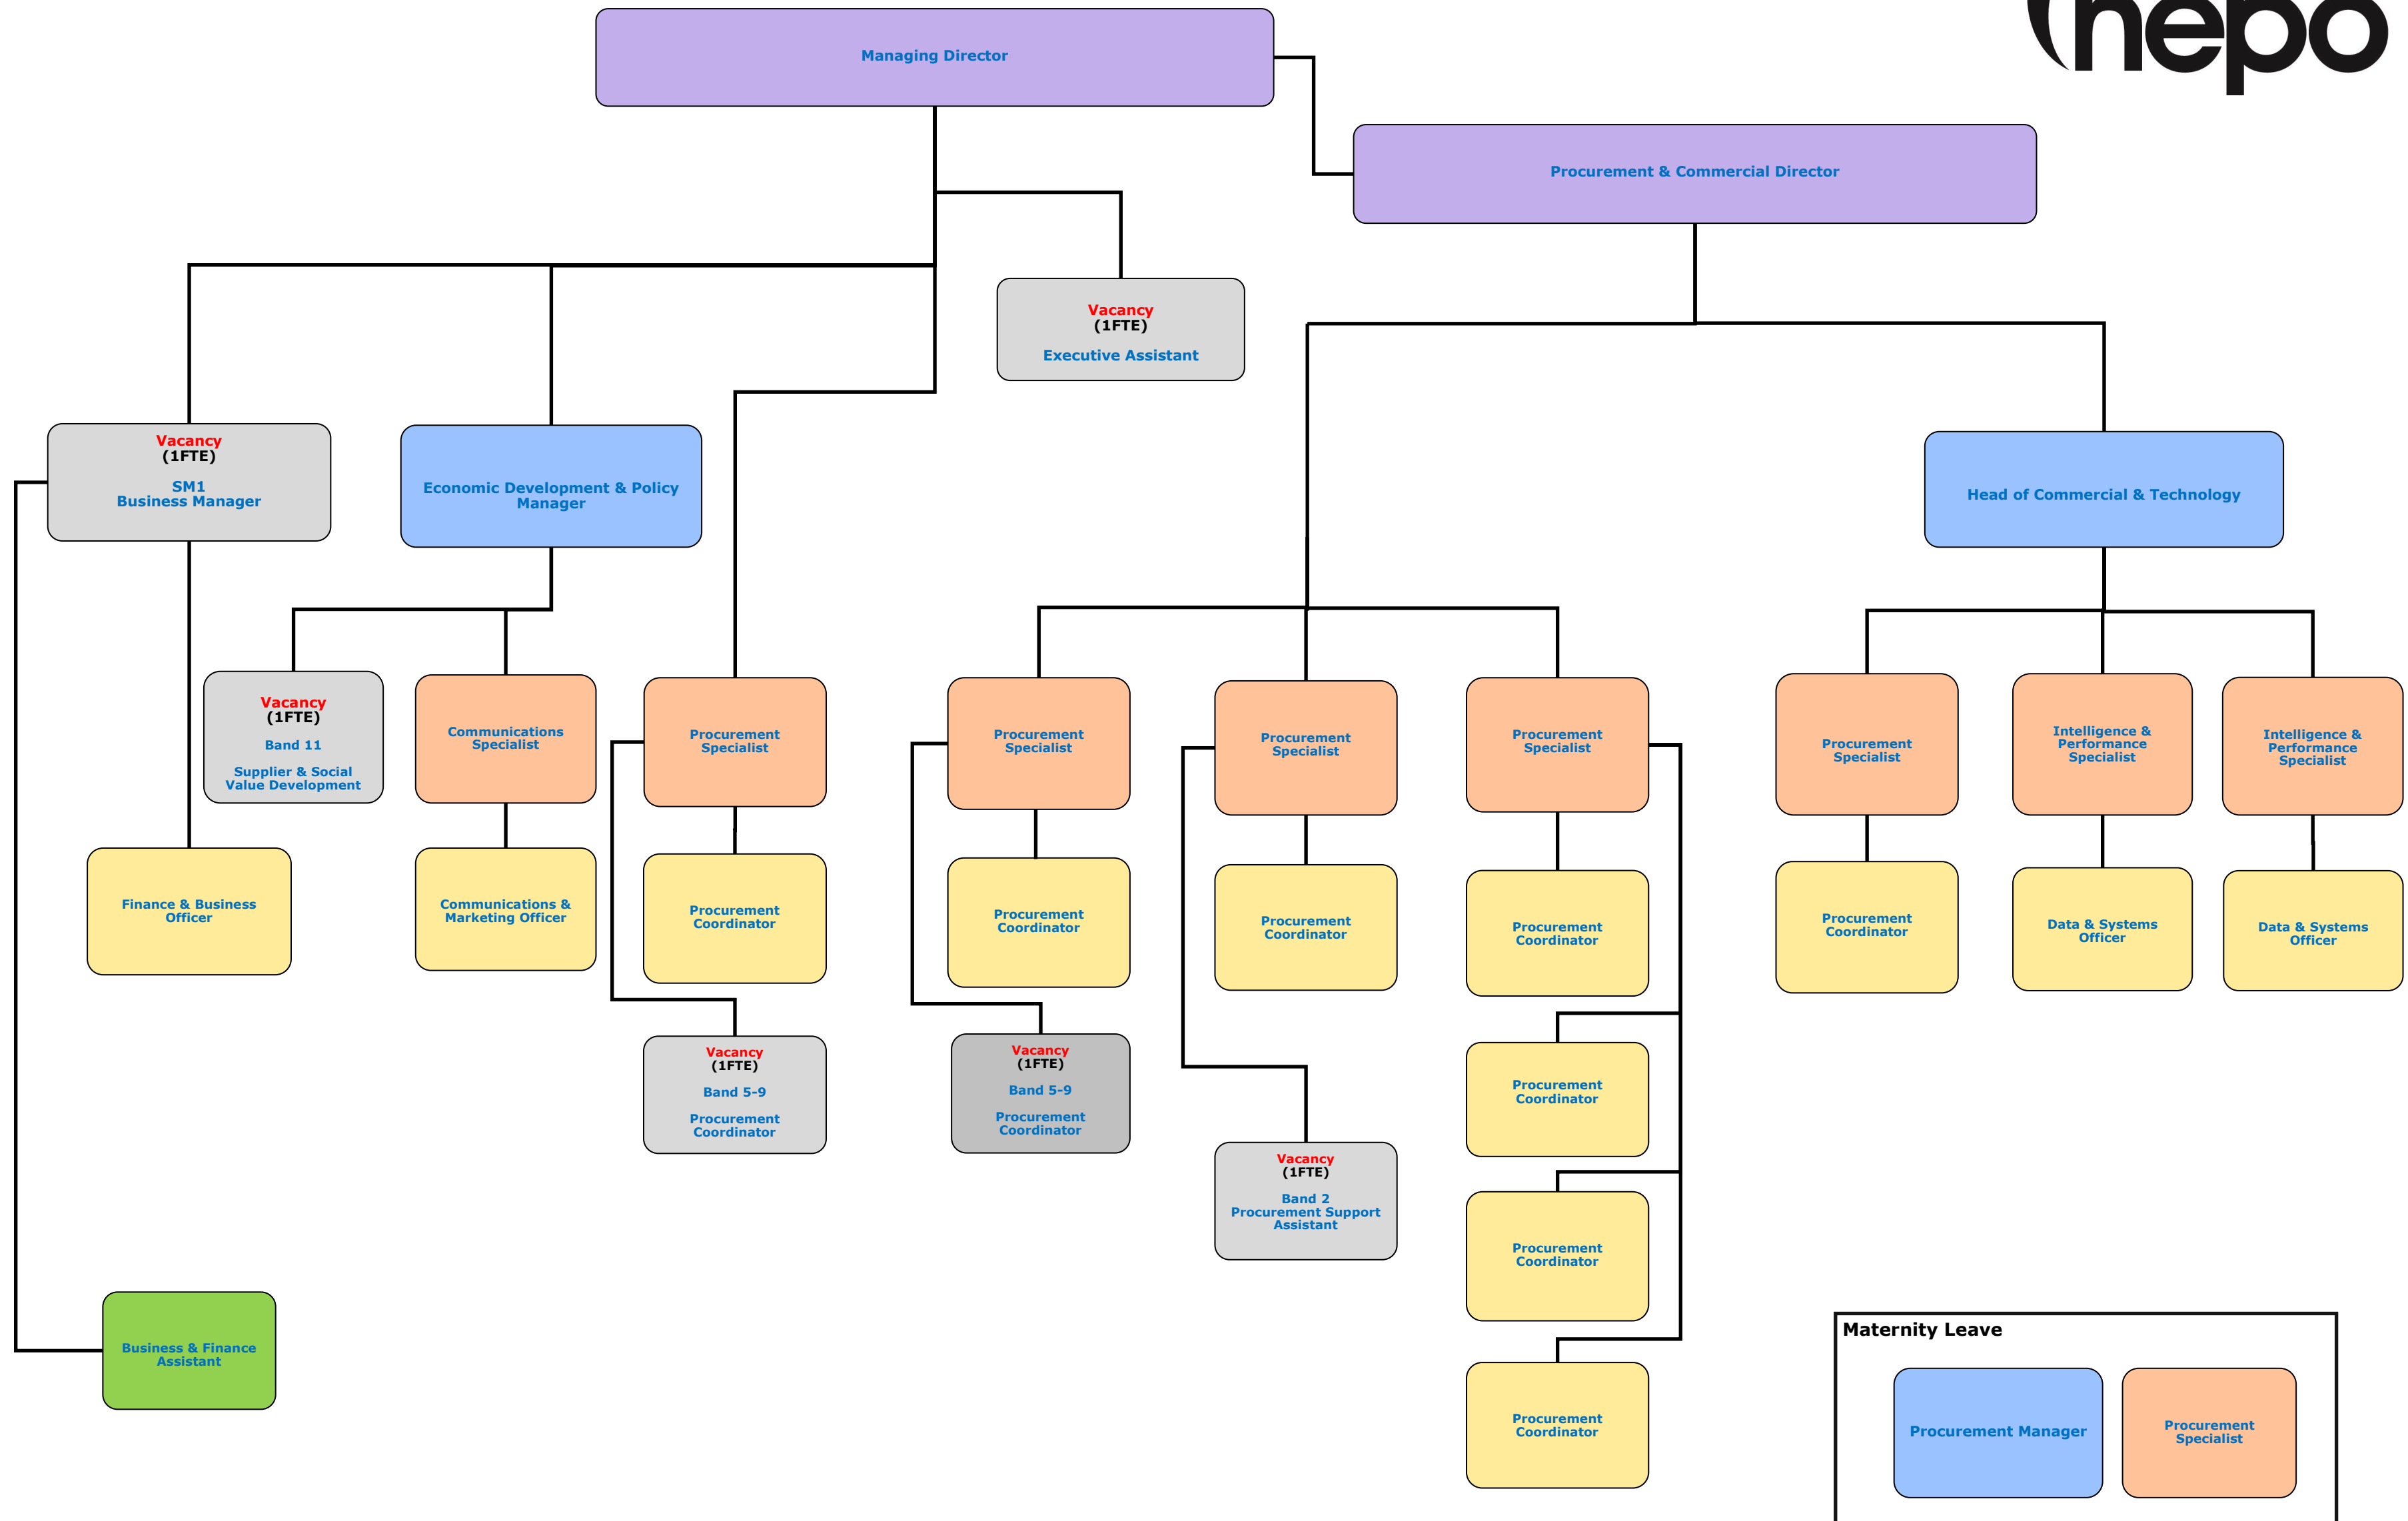 nepo
Managing Director
Procurement & Commercial Director
Vacancy
(1FTE)
Executive Assistant
Vacancy
(1FTE)
SM1
Business Manager
Economic Development & Policy
Manager
Head of Commercial & Technology
Vacancy
(1FTE)
Band 11
Supplier & Social
Value Development
Communications
Specialist
Procurement
Specialist
Procurement
Specialist
Procurement
Specialist
Procurement
Specialist
Procurement
Specialist
Intelligence &
Performance
Specialist
Intelligence &
Performance
Specialist
Finance & Business
Officer
Communications &
Marketing Officer
Procurement
Coordinator
Procurement
Coordinator
Procurement
Coordinator
Procurement
Coordinator
Procurement
Coordinator
Data & Systems
Officer
Data & Systems
Officer
Vacancy
(1FTE)
Band 5-9
Procurement
Coordinator
Vacancy
(1FTE)
Band 5-9
Procurement
Coordinator
Procurement
Coordinator
Vacancy
(1FTE)
Band 2
Procurement Support
Assistant
Procurement
Coordinator
Business & Finance
Assistant
Procurement
Coordinator
Maternity Leave
Procurement Manager
Procurement
Specialist